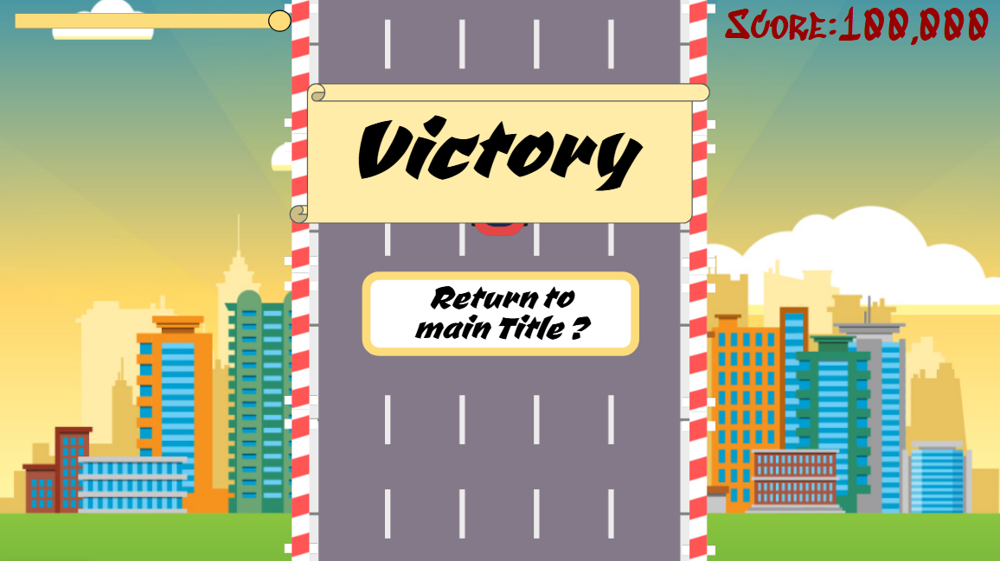 Score:100,000
Victory
Return to
main Title ?